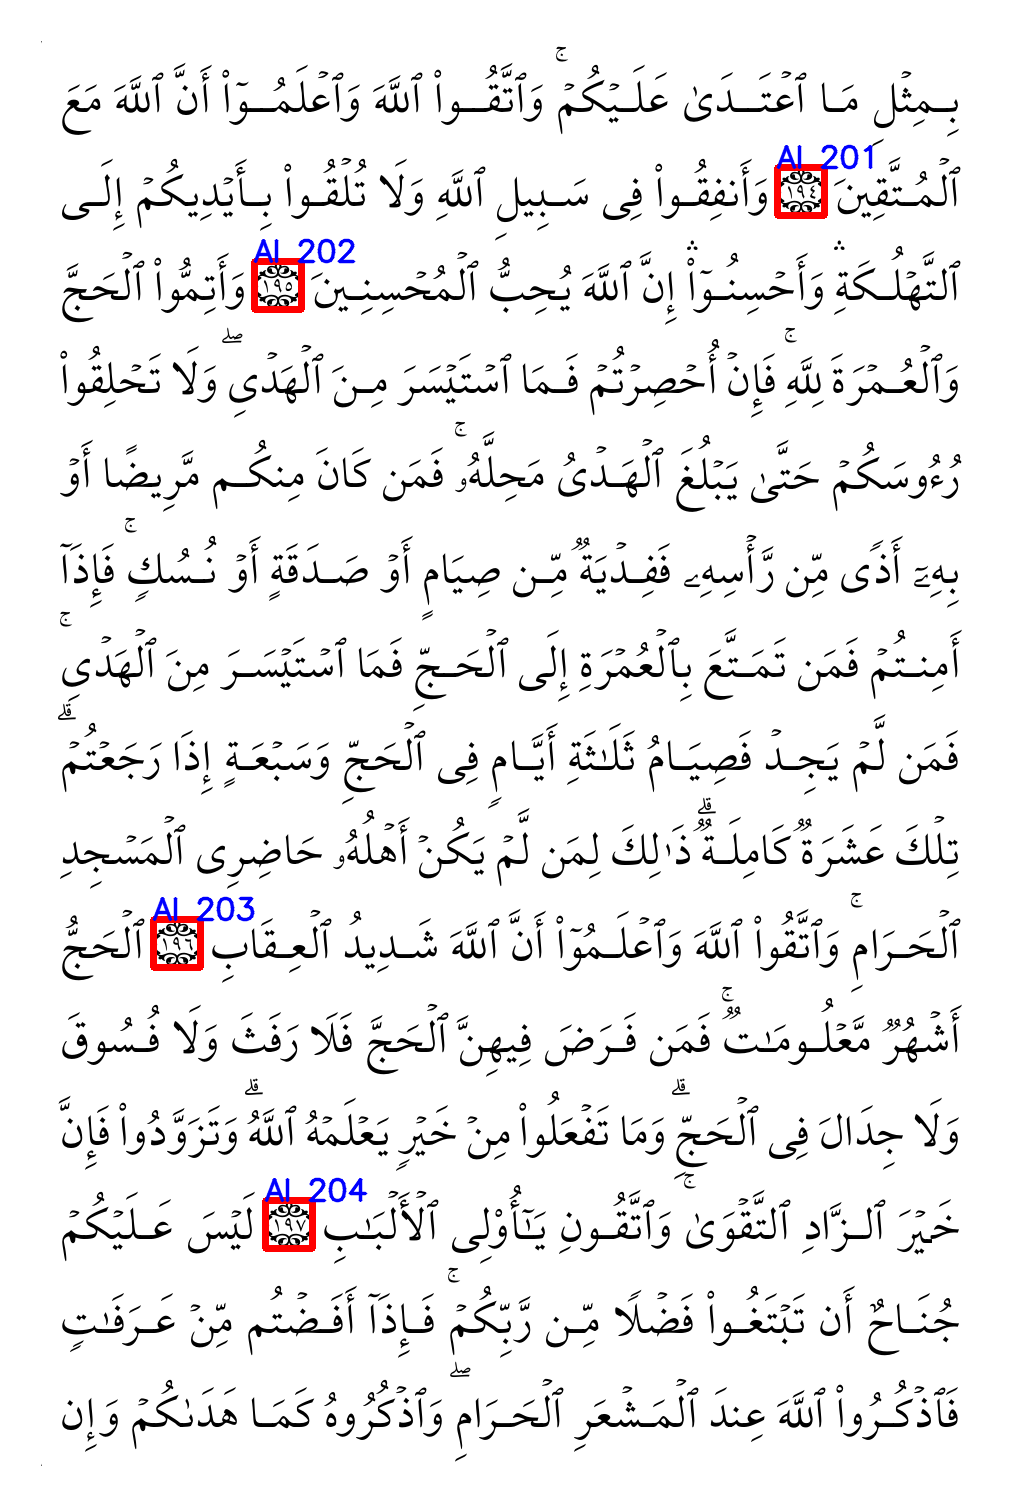 بِمِثۡلِ مَا ٱعۡتَدَىٰ عَلَيۡكُمۡۚ وَٱتَّقُواْ ٱللَّهَ وَٱعۡلَمُوٓاْ أَنَّ ٱللَّهَ مَعَ
AI 201
ٱلۡمُتَّقِينَ ١٩٤ وَأَنفِقُواْ فِي سَبِيلِ ٱللَّهِ وَلَا تُلۡقُواْ بِأَيۡدِيكُمۡ إِلَى
AI 202
ٱلتَّهۡلُكَةِۛ وَأَحۡسِنُوٓاْۛ إِنَّ ٱللَّهَ يُحِبُّ ٱلۡمُحۡسِنِينَ ١٩٥ وَأَتِمُّواْ ٱلۡحَجَّ
وَٱلۡعُمۡرَةَ لِلَّهِۚ فَإِنۡ أُحۡصِرۡتُمۡ فَمَا ٱسۡتَيۡسَرَ مِنَ ٱلۡهَدۡيِۖ وَلَا تَحۡلِقُواْ
رُءُوسَكُمۡ حَتَّىٰ يَبۡلُغَ ٱلۡهَدۡيُ مَحِلَّهُۥۚ فَمَن كَانَ مِنكُم مَّرِيضًا أَوۡ
بِهِۦٓ أَذٗى مِّن رَّأۡسِهِۦ فَفِدۡيَةٞ مِّن صِيَامٍ أَوۡ صَدَقَةٍ أَوۡ نُسُكٖۚ فَإِذَآ
أَمِنتُمۡ فَمَن تَمَتَّعَ بِٱلۡعُمۡرَةِ إِلَى ٱلۡحَجِّ فَمَا ٱسۡتَيۡسَرَ مِنَ ٱلۡهَدۡيِۚ
فَمَن لَّمۡ يَجِدۡ فَصِيَامُ ثَلَٰثَةِ أَيَّامٖ فِي ٱلۡحَجِّ وَسَبۡعَةٍ إِذَا رَجَعۡتُمۡۗ
تِلۡكَ عَشَرَةٞ كَامِلَةٞۗ ذَٰلِكَ لِمَن لَّمۡ يَكُنۡ أَهۡلُهُۥ حَاضِرِي ٱلۡمَسۡجِدِ
AI 203
ٱلۡحَرَامِۚ وَٱتَّقُواْ ٱللَّهَ وَٱعۡلَمُوٓاْ أَنَّ ٱللَّهَ شَدِيدُ ٱلۡعِقَابِ ١٩٦ ٱلۡحَجُّ
أَشۡهُرٞ مَّعۡلُومَٰتٞۚ فَمَن فَرَضَ فِيهِنَّ ٱلۡحَجَّ فَلَا رَفَثَ وَلَا فُسُوقَ
وَلَا جِدَالَ فِي ٱلۡحَجِّۗ وَمَا تَفۡعَلُواْ مِنۡ خَيۡرٖ يَعۡلَمۡهُ ٱللَّهُۗ وَتَزَوَّدُواْ فَإِنَّ
AI 204
خَيۡرَ ٱلزَّادِ ٱلتَّقۡوَىٰۚ وَٱتَّقُونِ يَٰٓأُوْلِي ٱلۡأَلۡبَٰبِ ١٩٧ لَيۡسَ عَلَيۡكُمۡ
جُنَاحٌ أَن تَبۡتَغُواْ فَضۡلٗا مِّن رَّبِّكُمۡۚ فَإِذَآ أَفَضۡتُم مِّنۡ عَرَفَٰتٖ
فَٱذۡكُرُواْ ٱللَّهَ عِندَ ٱلۡمَشۡعَرِ ٱلۡحَرَامِۖ وَٱذۡكُرُوهُ كَمَا هَدَىٰكُمۡ وَإِن